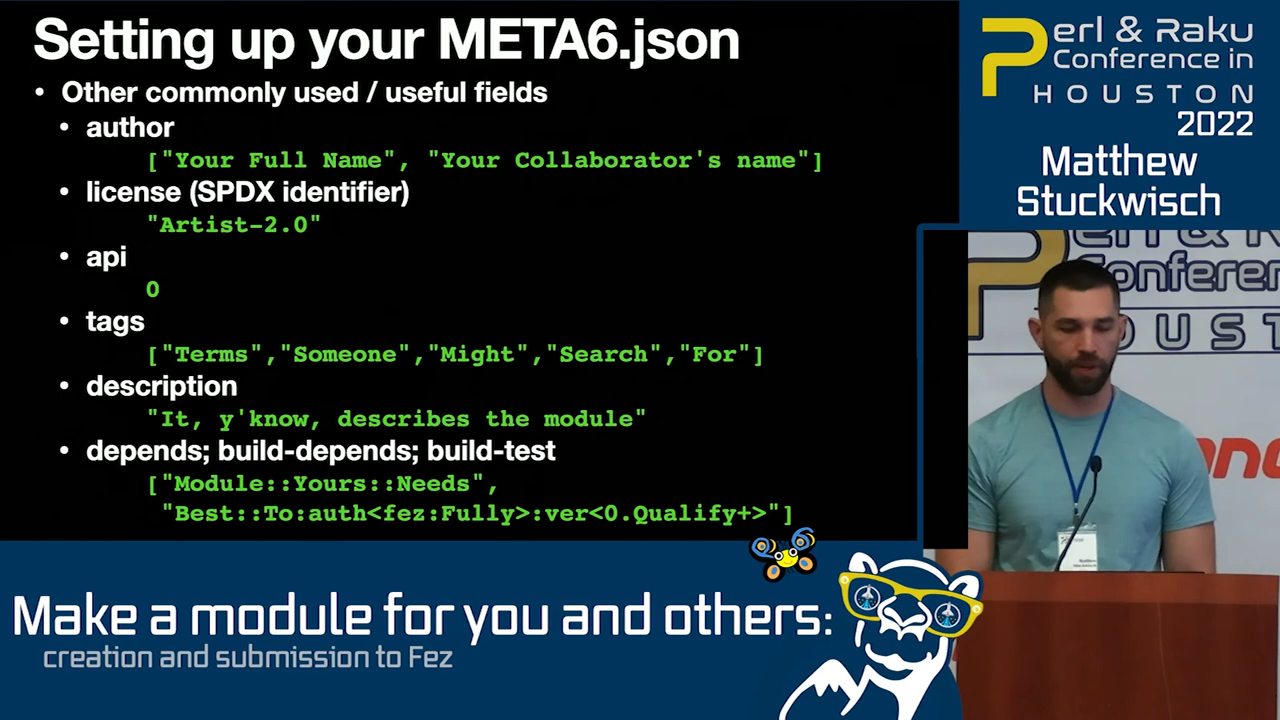 Setting up your META6.json
• Other commonly used / useful fields
• author
["Your Full Name", "Your Collaborator's name"]
• license (SPDX identifier)
"Artist-2.0"
• api
0
• tags
["Terms","Someone","Might","Search","For"]
• description
"It, y'know, describes the module"
• depends; build-depends; build-test
["Module::Yours::Needs",
"Best::To:auth<fez:Fully>:ver<0.Qualify+>"]
Perl & Raku
Conference in
HOUSTON
2022
Matthew
Stuckwisch
Make a module for you and others:
creation and submission to Fez